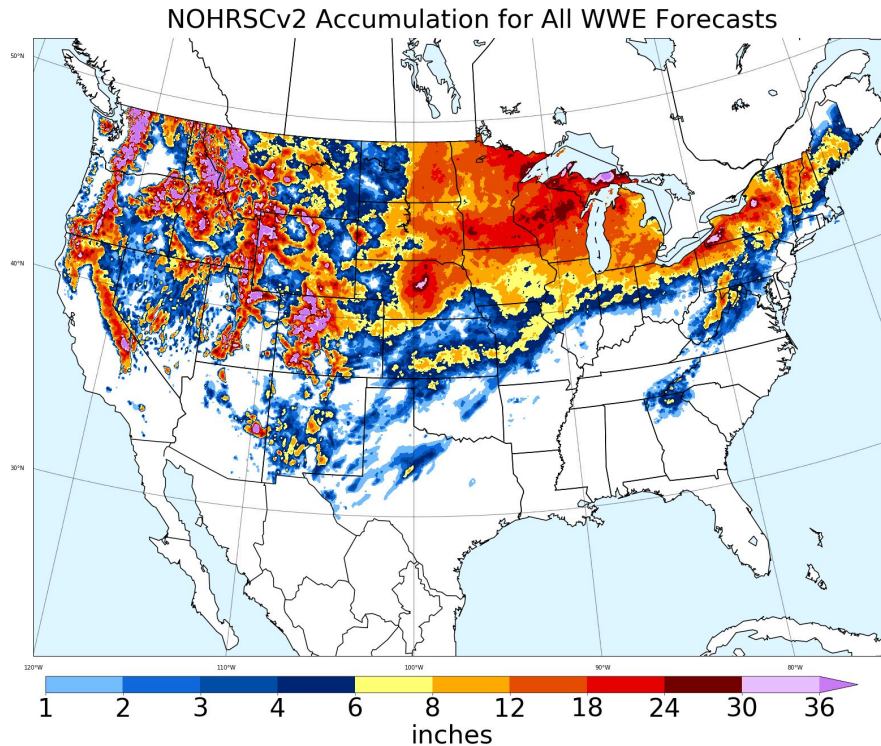 NOHRSCv2 Accumulation for All WWE Forecasts
50°N
40°N
30°N
120°W 110°W 100°W 90°W 80°W
1 2 3 4 6 8 12 18 24 30 36
inches